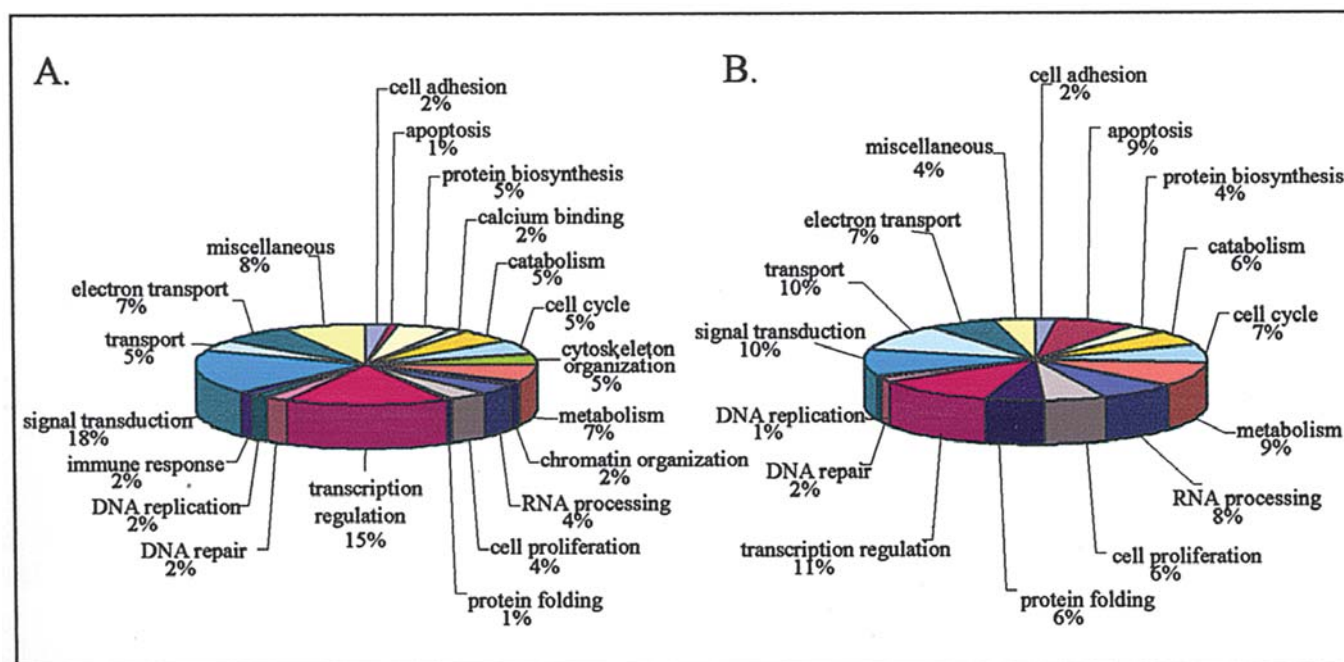 A.
cell adhesion
2%
apoptosis
1%
protein biosynthesis
5%
calcium binding
2%
catabolism
5%
cell cycle
5%
cytoskeleton
organization
5%
metabolism
7%
chromatin organization
2%
RNA processing
4%
cell proliferation
4%
protein folding
1%
transcription
regulation
15%
DNA repair
2%
DNA replication
2%
immune response
2%
signal transduction
18%
transport
5%
electron transport
7%
miscellaneous
8%
B.
cell adhesion
2%
apoptosis
9%
protein biosynthesis
4%
catabolism
6%
cell cycle
7%
metabolism
9%
RNA processing
8%
cell proliferation
6%
protein folding
6%
transcription regulation
11%
DNA repair
2%
DNA replication
1%
signal transduction
10%
transport
10%
electron transport
7%
miscellaneous
4%